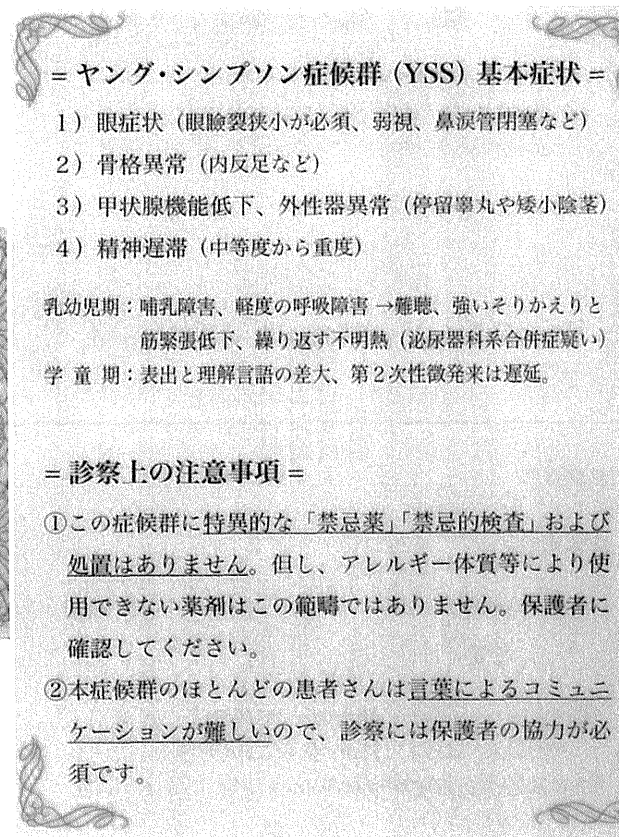 = ヤング・シンプソン症候群 (YSS) 基本症状 =
1) 眼症状（眼瞼裂狭小が必須、弱視、鼻涙管閉塞など）
2) 骨格異常（内反足など）
3) 甲状腺機能低下、外性器異常（停留睾丸や矮小陰茎）
4) 精神遅滞（中等度から重度）
乳幼児期：哺乳障害、軽度の呼吸障害→難聴、強いそりかえりと
筋緊張低下、繰り返す不明熱（泌尿器科系合併症疑い）
学 童 期：表出と理解言語の差大、第２次性徴発来は遅延。
= 診察上の注意事項 =
①この症候群に特異的な「禁忌薬」「禁忌的検査」および
処置はありません。但し、アレルギー体質等により使
用できない薬剤はこの範疇ではありません。保護者に
確認してください。
②本症候群のほとんどの患者さんは言葉によるコミュニ
ケーションが難しいので、診察には保護者の協力が必
須です。